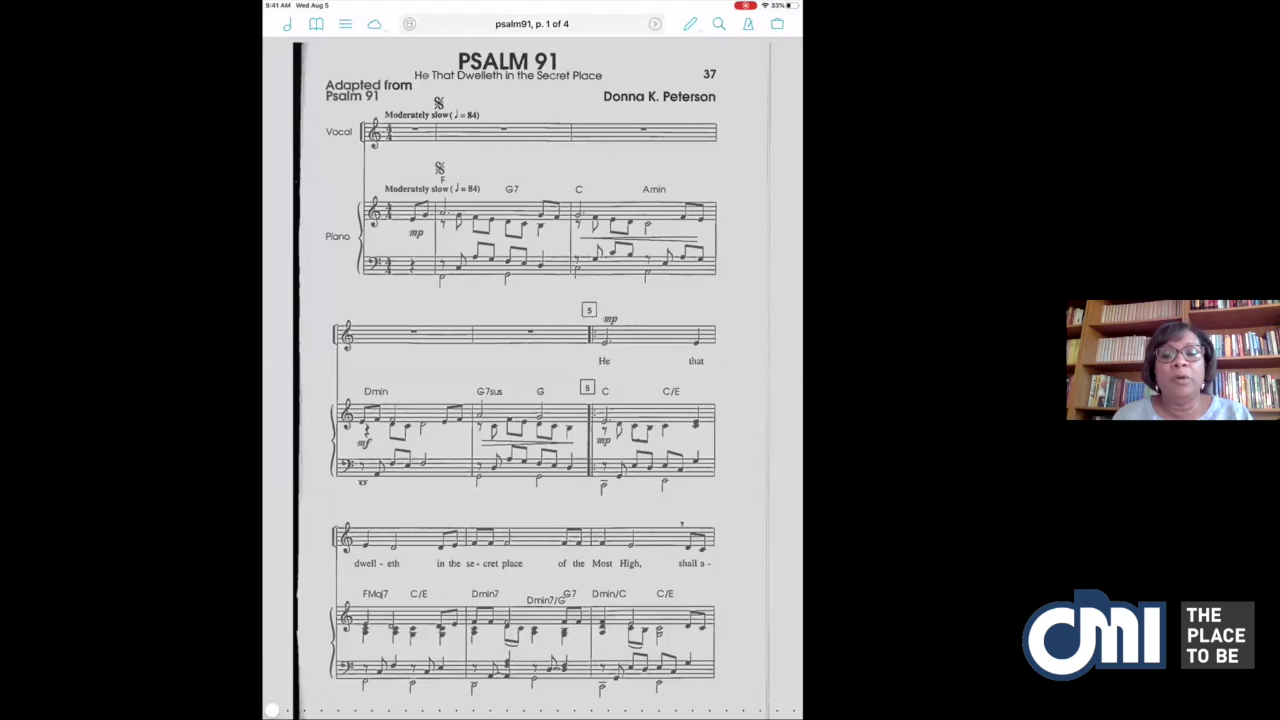 9:41 AM Wed Aug 5
33%
psalm91, p. 1 of 4
PSALM 91
He That Dwelleth in the Secret Place
37
Adapted from
Psalm 91
Donna K. Peterson
Moderately slow (♩ = 84)
Vocal
F
Moderately slow (♩ = 84) G7 C Amin
Piano
mp
5
mp
He that
Dmin G7sus G 5 C C/E
mf mp
dwell - eth in the se - cret place of the Most High, shall a -
FMaj7 C/E Dmin7 Dmin7/G G7 Dmin/C C/E
CMI
THE
PLACE
TO BE